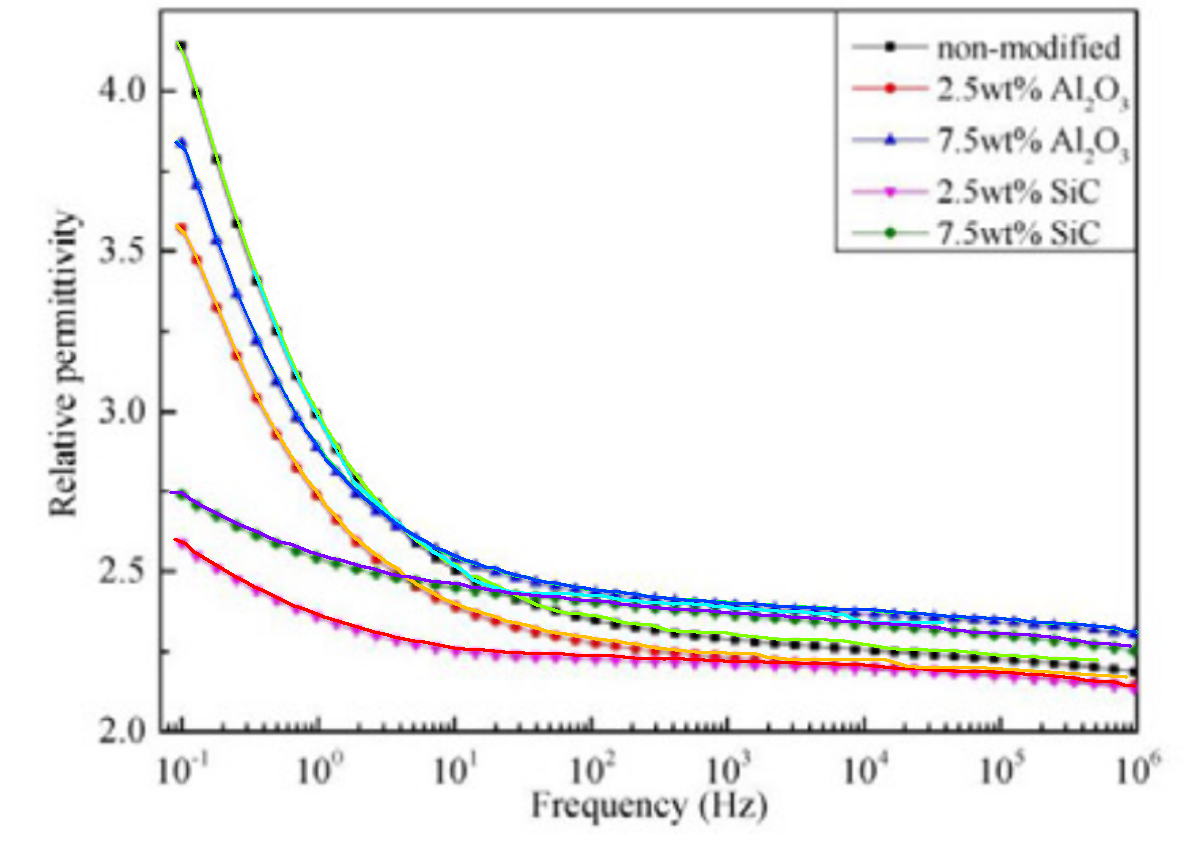 non-modified
2.5wt% Al₂O₃
7.5wt% Al₂O₃
2.5wt% SiC
7.5wt% SiC
Relative permittivity
4.0
3.5
3.0
2.5
2.0
10⁻¹ 10⁰ 10¹ 10² 10³ 10⁴ 10⁵ 10⁶
Frequency (Hz)